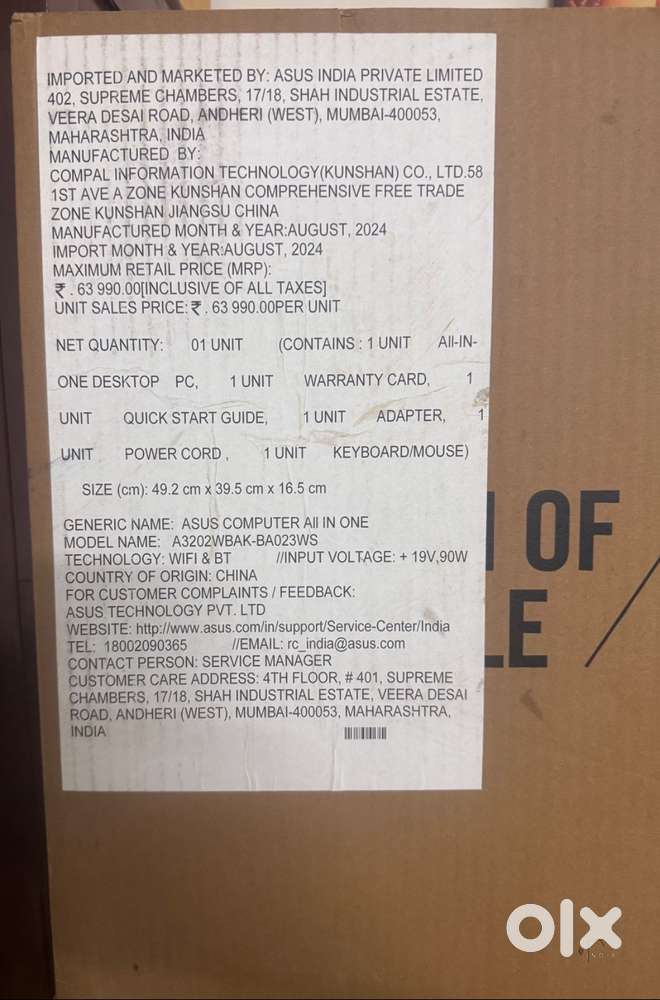 IMPORTED AND MARKETED BY: ASUS INDIA PRIVATE LIMITED
402, SUPREME CHAMBERS, 17/18, SHAH INDUSTRIAL ESTATE,
VEERA DESAI ROAD, ANDHERI (WEST), MUMBAI-400053,
MAHARASHTRA, INDIA
MANUFACTURED BY:
COMPAL INFORMATION TECHNOLOGY(KUNSHAN) CO., LTD.58
1ST AVE A ZONE KUNSHAN COMPREHENSIVE FREE TRADE
ZONE KUNSHAN JIANGSU CHINA
MANUFACTURED MONTH & YEAR:AUGUST, 2024
IMPORT MONTH & YEAR:AUGUST, 2024
MAXIMUM RETAIL PRICE (MRP):
₹ . 63 990.00[INCLUSIVE OF ALL TAXES]
UNIT SALES PRICE:₹ . 63 990.00PER UNIT
NET QUANTITY: 01 UNIT (CONTAINS : 1 UNIT All-IN-
ONE DESKTOP PC, 1 UNIT WARRANTY CARD, 1
UNIT QUICK START GUIDE, 1 UNIT ADAPTER, 1
UNIT POWER CORD , 1 UNIT KEYBOARD/MOUSE)
SIZE (cm): 49.2 cm x 39.5 cm x 16.5 cm
GENERIC NAME: ASUS COMPUTER All IN ONE
MODEL NAME: A3202WBAK-BA023WS
TECHNOLOGY: WIFI & BT //INPUT VOLTAGE: + 19V,90W
COUNTRY OF ORIGIN: CHINA
FOR CUSTOMER COMPLAINTS / FEEDBACK:
ASUS TECHNOLOGY PVT. LTD
WEBSITE: http://www.asus.com/in/support/Service-Center/India
TEL: 18002090365 //EMAIL: rc_india@asus.com
CONTACT PERSON: SERVICE MANAGER
CUSTOMER CARE ADDRESS: 4TH FLOOR, # 401, SUPREME
CHAMBERS, 17/18, SHAH INDUSTRIAL ESTATE, VEERA DESAI
ROAD, ANDHERI (WEST), MUMBAI-400053, MAHARASHTRA,
INDIA
OF
LE /
olx
INDIA